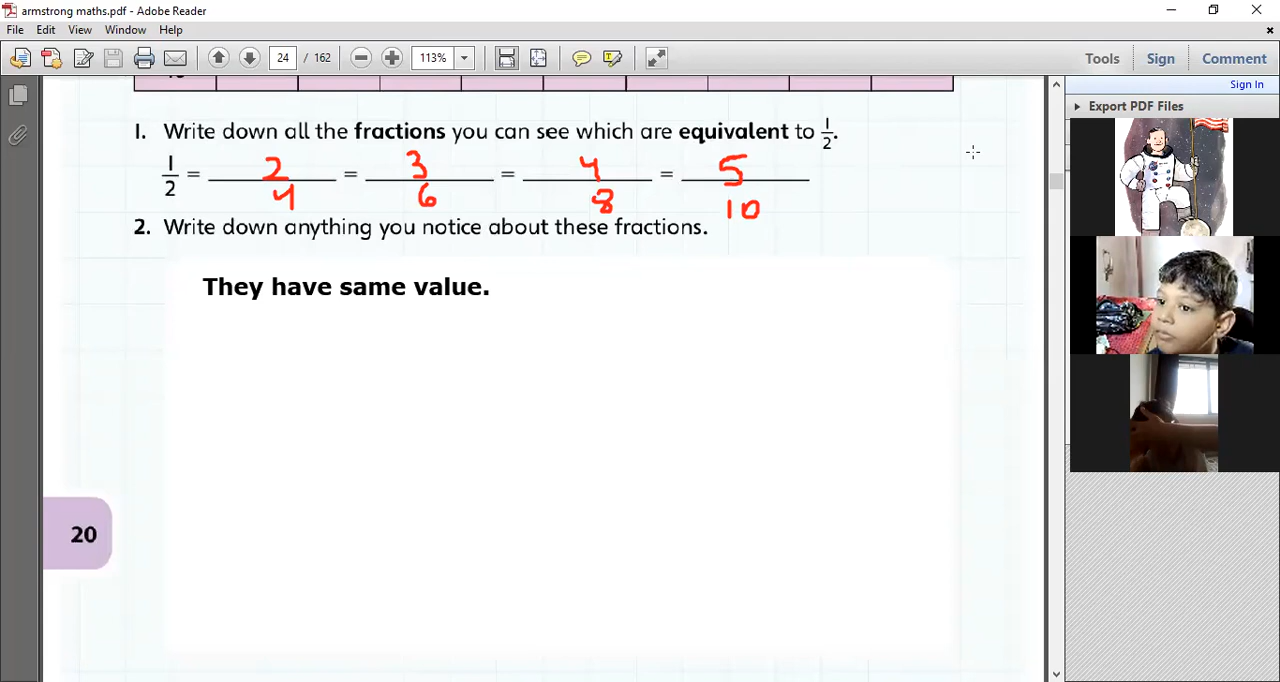 armstrong maths.pdf - Adobe Reader
File Edit View Window Help
24 / 162 113% Tools Sign Comment
Sign In
Export PDF Files
1. Write down all the fractions you can see which are equivalent to 1/2.
1/2 = 2/4 = 3/6 = 4/8 = 5/10
2. Write down anything you notice about these fractions.
They have same value.
20